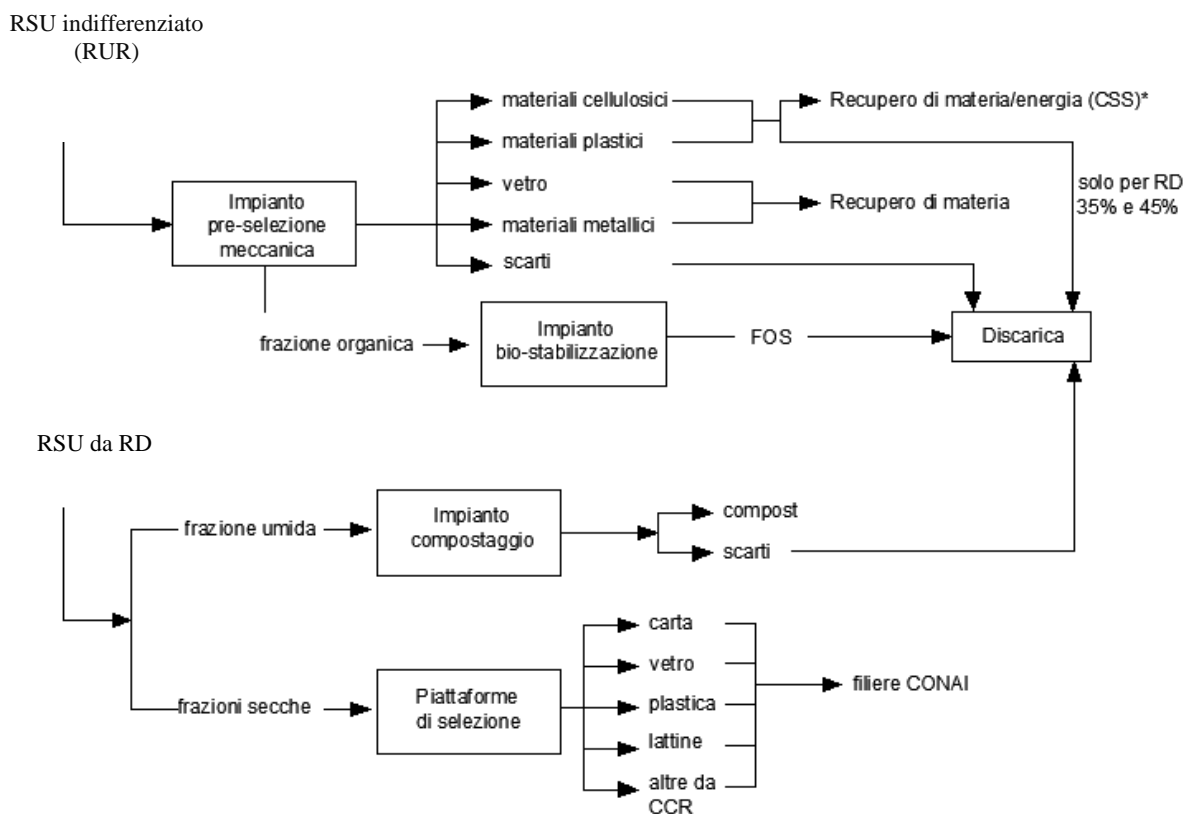 RSU indifferenziato
(RUR)
materiali cellulosici
Recupero di materia/energia (CSS)*
materiali plastici
vetro
solo per RD
35% e 45%
Impianto
pre-selezione
meccanica
Recupero di materia
materiali metallici
scarti
frazione organica
Impianto
bio-stabilizzazione
FOS
Discarica
RSU da RD
frazione umida
Impianto
compostaggio
compost
scarti
frazioni secche
Piattaforme
di selezione
carta
vetro
plastica
lattine
altre da
CCR
filiere CONAI